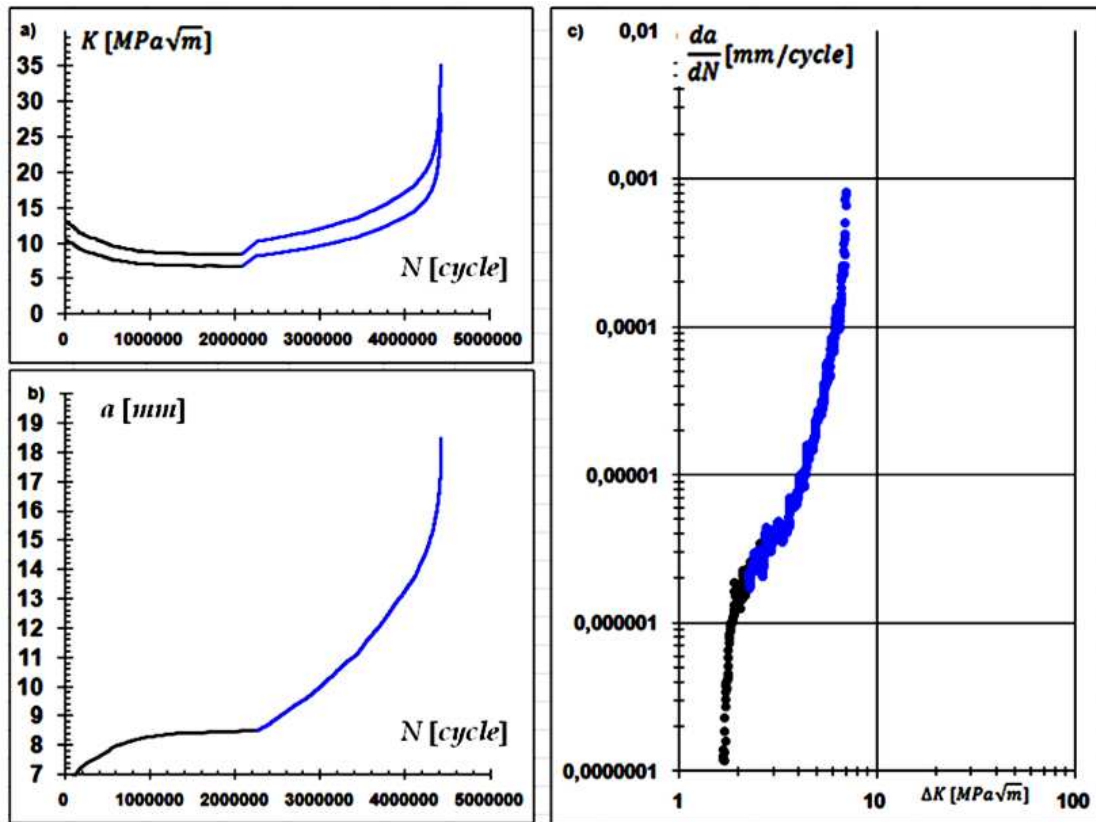 a)
K [MPa√m]
35
30
25
20
15
10
5
0
N [cycle]
0 1000000 2000000 3000000 4000000 5000000
b)
a [mm]
19
18
17
16
15
14
13
12
11
10
9
8
7
N [cycle]
0 1000000 2000000 3000000 4000000 5000000
c)
0,01
da/dN [mm/cycle]
0,001
0,0001
0,00001
0,000001
0,0000001
1 10 100
ΔK [MPa√m]